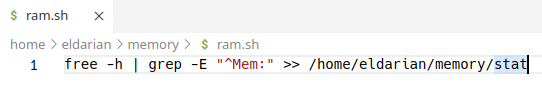 $ ram.sh ×
home > eldarian > memory > $ ram.sh
1 free -h | grep -E "^Mem:" >> /home/eldarian/memory/stat